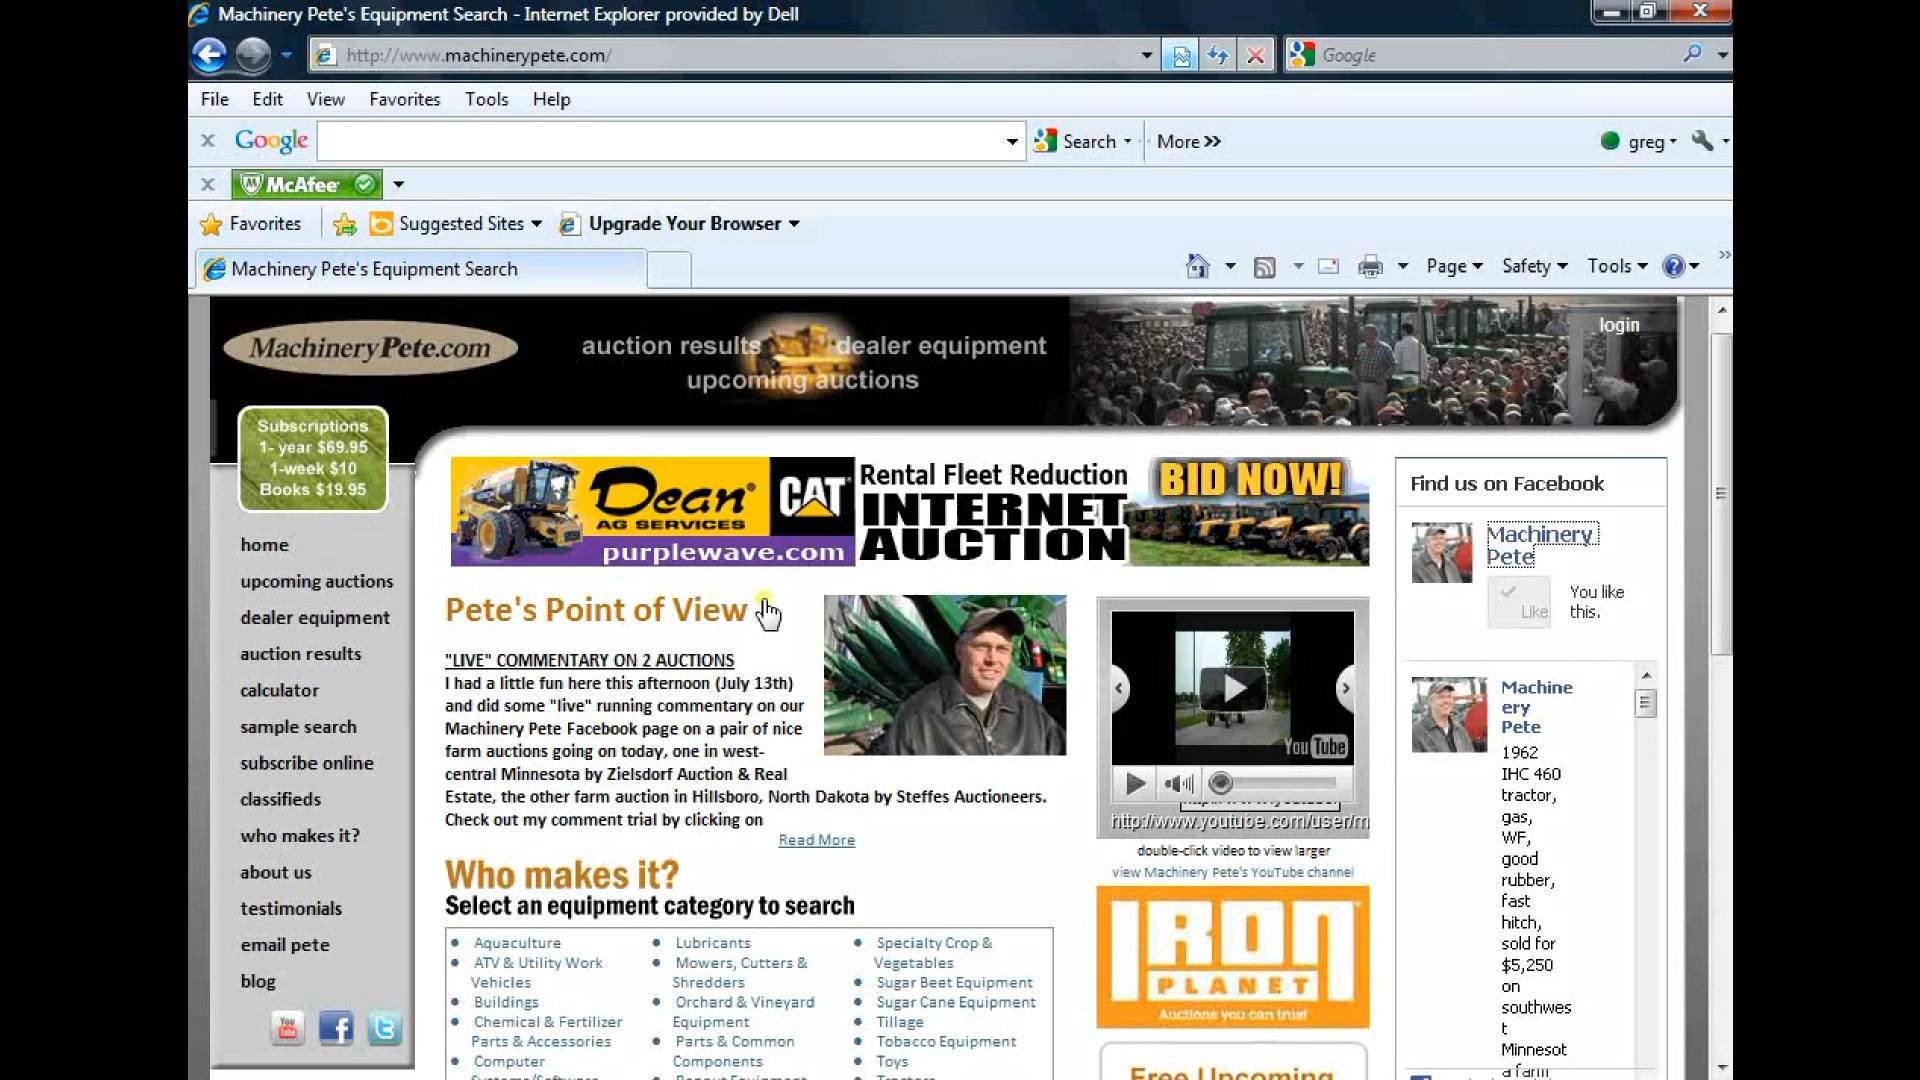 Machinery Pete's Equipment Search - Internet Explorer provided by Dell
http://www.machinerypete.com/
Google
File Edit View Favorites Tools Help
Google Search More >> greg
McAfee
Favorites Suggested Sites Upgrade Your Browser
Machinery Pete's Equipment Search
Page Safety Tools
MachineryPete.com
auction results dealer equipment
upcoming auctions
login
Subscriptions
1- year $69.95
1-week $10
Books $19.95
home
upcoming auctions
dealer equipment
auction results
calculator
sample search
subscribe online
classifieds
who makes it?
about us
testimonials
email pete
blog
You Tube
Dean
AG SERVICES
CAT
purplewave.com
Rental Fleet Reduction
INTERNET
AUCTION
BID NOW!
Pete's Point of View
"LIVE" COMMENTARY ON 2 AUCTIONS
I had a little fun here this afternoon (July 13th)
and did some "live" running commentary on our
Machinery Pete Facebook page on a pair of nice
farm auctions going on today, one in west-
central Minnesota by Zielsdorf Auction & Real
Estate, the other farm auction in Hillsboro, North Dakota by Steffes Auctioneers.
Check out my comment trial by clicking on
Read More
Who makes it?
Select an equipment category to search
Aquaculture
ATV & Utility Work
Vehicles
Buildings
Chemical & Fertilizer
Parts & Accessories
Computer
Systems/Software
Lubricants
Mowers, Cutters &
Shredders
Orchard & Vineyard
Equipment
Parts & Common
Components
Specialty Crop &
Vegetables
Sugar Beet Equipment
Sugar Cane Equipment
Tillage
Tobacco Equipment
Toys
Tractors
YouTube
http://www.youtube.com/user/m
double-click video to view larger
view Machinery Pete's YouTube channel
IRON
PLANET
Auctions you can trust
Free Upcoming
Find us on Facebook
Machinery
Pete
Like
You like
this.
Machine
ery
Pete
1962
IHC 460
tractor,
gas,
WF,
good
rubber,
fast
hitch,
sold for
$5,250
on
southwes
t
Minnesot
a farm